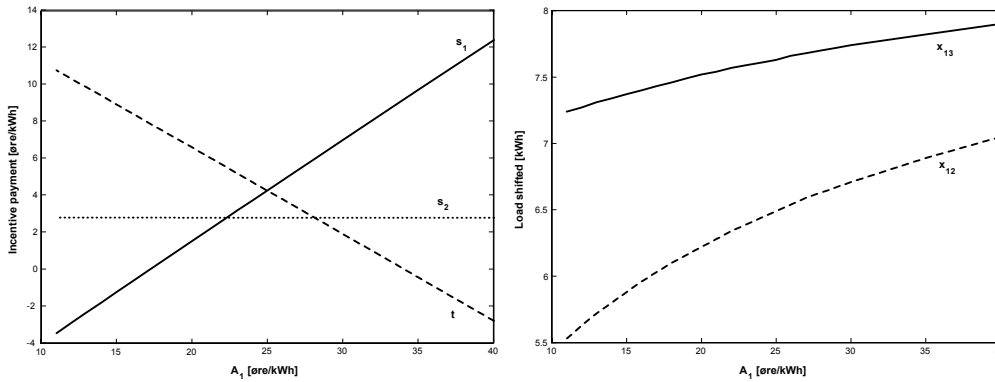 14
12
10
8
6
4
2
0
-2
-4
10 15 20 25 30 35 40
Incentive payment [øre/kWh]
A1 [øre/kWh]
s1
s2
t
8
7.5
7
6.5
6
5.5
10 15 20 25 30 35 40
Load shifted [kWh]
A1 [øre/kWh]
x13
x12